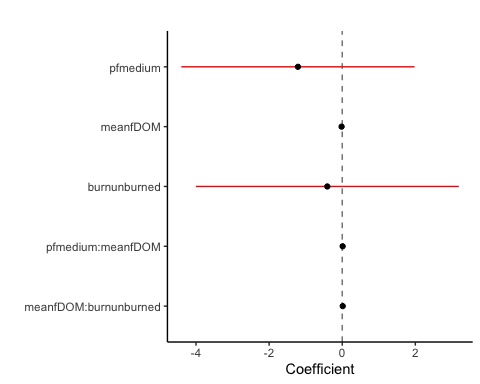 pfmedium
meanfDOM
burnunburned
pfmedium:meanfDOM
meanfDOM:burnunburned
-4 -2 0 2
Coefficient